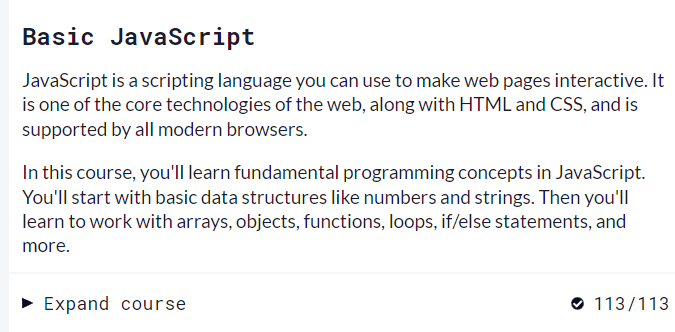 Basic JavaScript
JavaScript is a scripting language you can use to make web pages interactive. It
is one of the core technologies of the web, along with HTML and CSS, and is
supported by all modern browsers.
In this course, you'll learn fundamental programming concepts in JavaScript.
You'll start with basic data structures like numbers and strings. Then you'll
learn to work with arrays, objects, functions, loops, if/else statements, and
more.
Expand course 113/113